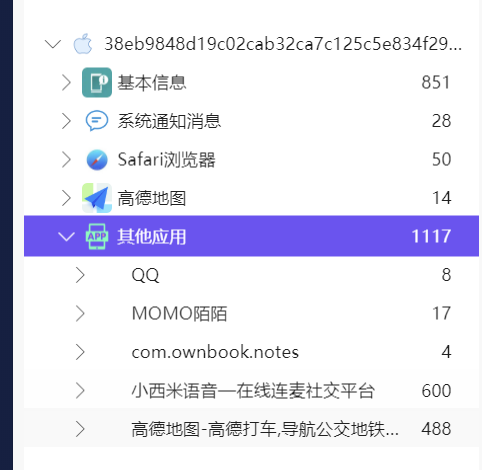 38eb9848d19c02cab32ca7c125c5e834f29...
基本信息 851
系统通知消息 28
Safari浏览器 50
高德地图 14
APP 其他应用 1117
QQ 8
MOMO陌陌 17
com.ownbook.notes 4
小西米语音—在线连麦社交平台 600
高德地图-高德打车,导航公交地铁... 488